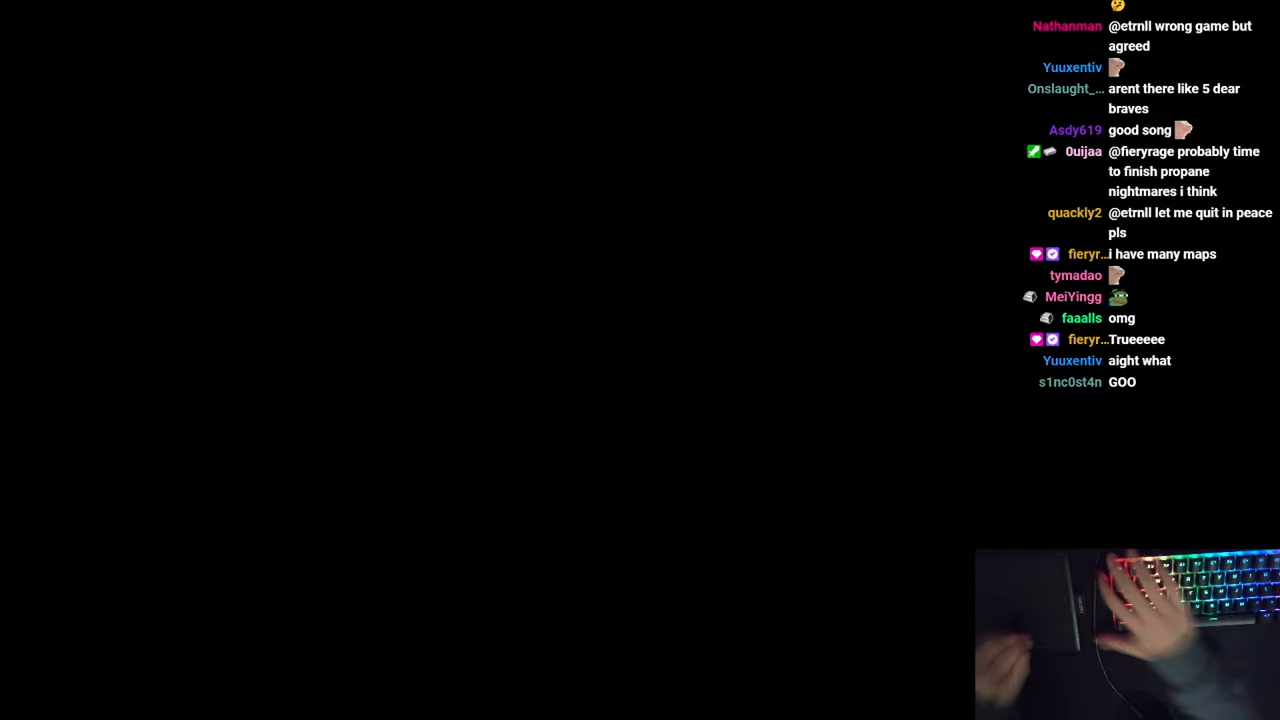 Nathanman @etrnll wrong game but
agreed
Yuuxentiv
Onslaught_... arent there like 5 dear
braves
Asdy619 good song
0uijaa @fieryrage probably time
to finish propane
nightmares i think
quackly2 @etrnll let me quit in peace
pls
fieryr... i have many maps
tymadao
MeiYingg
faaalls omg
fieryr... Trueeeee
Yuuxentiv aight what
s1nc0st4n GOO